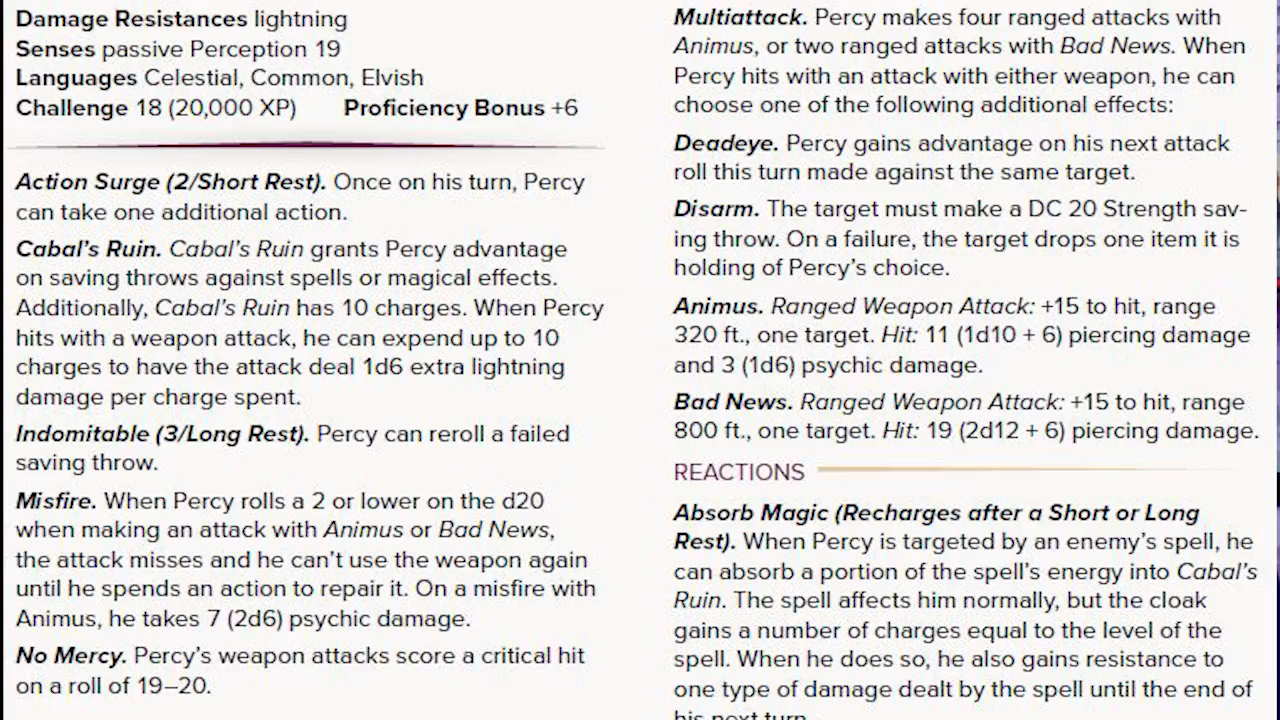 Damage Resistances lightning
Senses passive Perception 19
Languages Celestial, Common, Elvish
Challenge 18 (20,000 XP) Proficiency Bonus +6
Action Surge (2/Short Rest). Once on his turn, Percy
can take one additional action.
Cabal's Ruin. Cabal's Ruin grants Percy advantage
on saving throws against spells or magical effects.
Additionally, Cabal's Ruin has 10 charges. When Percy
hits with a weapon attack, he can expend up to 10
charges to have the attack deal 1d6 extra lightning
damage per charge spent.
Indomitable (3/Long Rest). Percy can reroll a failed
saving throw.
Misfire. When Percy rolls a 2 or lower on the d20
when making an attack with Animus or Bad News,
the attack misses and he can't use the weapon again
until he spends an action to repair it. On a misfire with
Animus, he takes 7 (2d6) psychic damage.
No Mercy. Percy's weapon attacks score a critical hit
on a roll of 19–20.
Multiattack. Percy makes four ranged attacks with
Animus, or two ranged attacks with Bad News. When
Percy hits with an attack with either weapon, he can
choose one of the following additional effects:
Deadeye. Percy gains advantage on his next attack
roll this turn made against the same target.
Disarm. The target must make a DC 20 Strength sav-
ing throw. On a failure, the target drops one item it is
holding of Percy's choice.
Animus. Ranged Weapon Attack: +15 to hit, range
320 ft., one target. Hit: 11 (1d10 + 6) piercing damage
and 3 (1d6) psychic damage.
Bad News. Ranged Weapon Attack: +15 to hit, range
800 ft., one target. Hit: 19 (2d12 + 6) piercing damage.
REACTIONS
Absorb Magic (Recharges after a Short or Long
Rest). When Percy is targeted by an enemy's spell, he
can absorb a portion of the spell's energy into Cabal's
Ruin. The spell affects him normally, but the cloak
gains a number of charges equal to the level of the
spell. When he does so, he also gains resistance to
one type of damage dealt by the spell until the end of
his next turn.